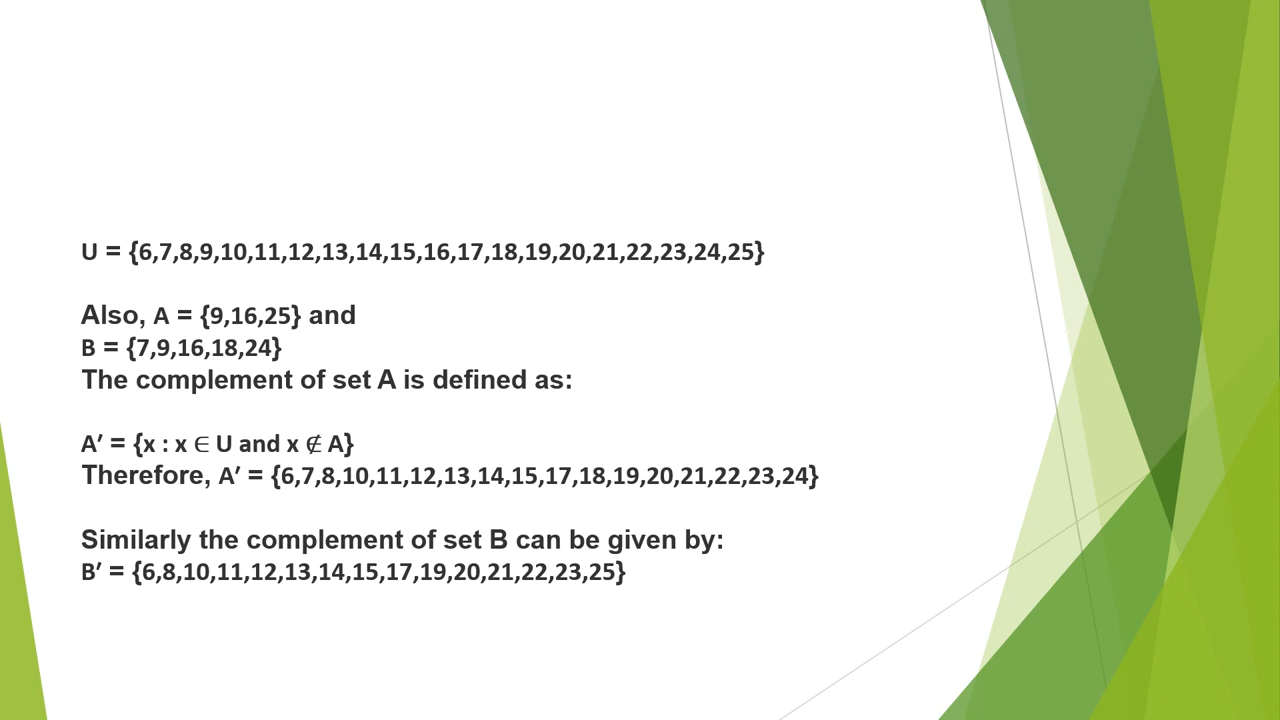 U = {6,7,8,9,10,11,12,13,14,15,16,17,18,19,20,21,22,23,24,25}
Also, A = {9,16,25} and
B = {7,9,16,18,24}
The complement of set A is defined as:
A′ = {x : x ∈ U and x ∉ A}
Therefore, A′ = {6,7,8,10,11,12,13,14,15,17,18,19,20,21,22,23,24}
Similarly the complement of set B can be given by:
B′ = {6,8,10,11,12,13,14,15,17,19,20,21,22,23,25}